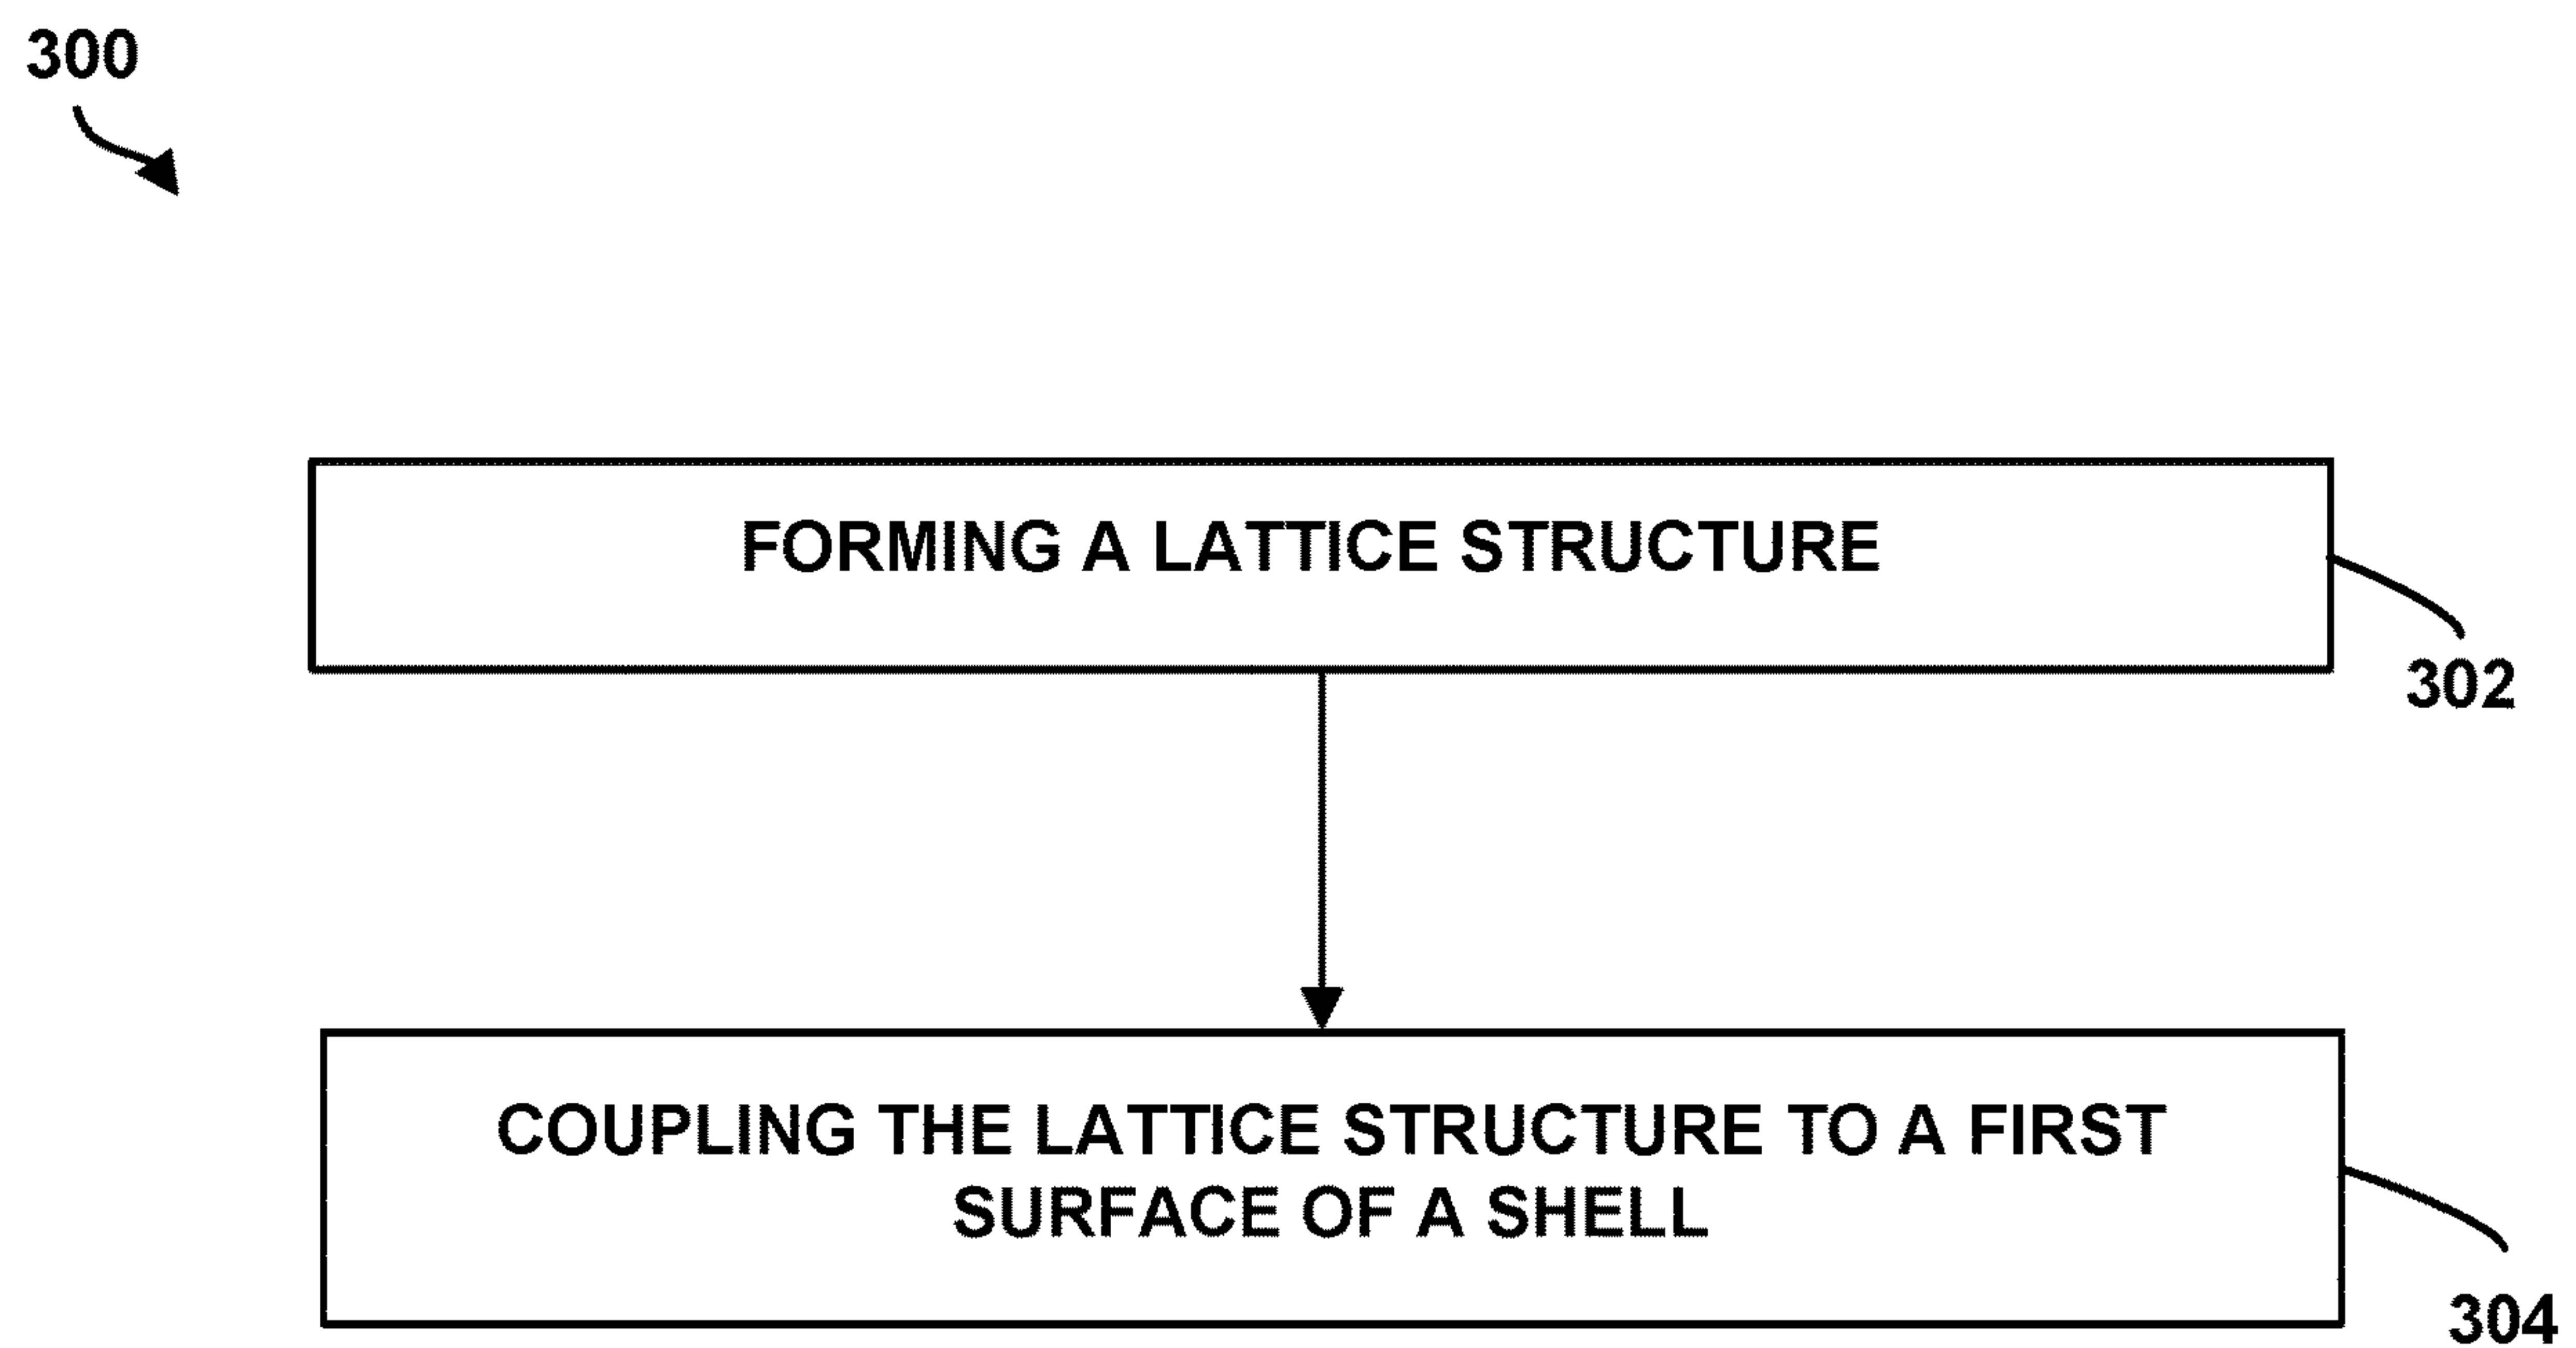 300
FORMING A LATTICE STRUCTURE
302
COUPLING THE LATTICE STRUCTURE TO A FIRST
SURFACE OF A SHELL
304